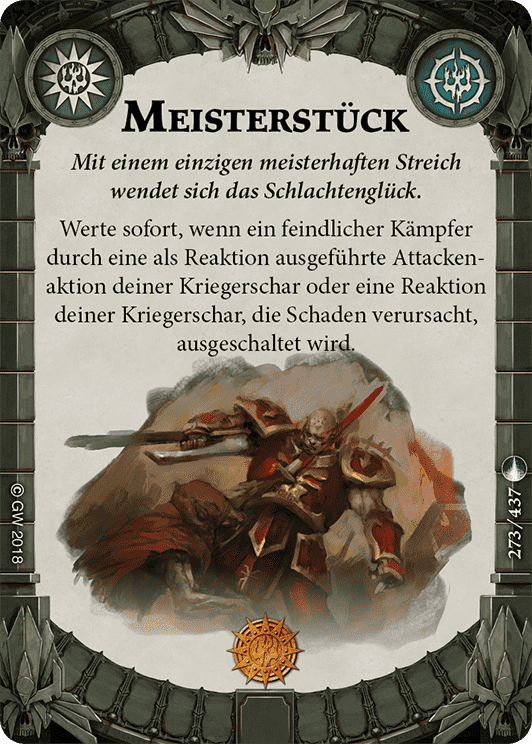 MEISTERSTÜCK
Mit einem einzigen meisterhaften Streich
wendet sich das Schlachtenglück.
Werte sofort, wenn ein feindlicher Kämpfer
durch eine als Reaktion ausgeführte Attacken-
aktion deiner Kriegerschar oder eine Reaktion
deiner Kriegerschar, die Schaden verursacht,
ausgeschaltet wird.
© GW 2018
273/437